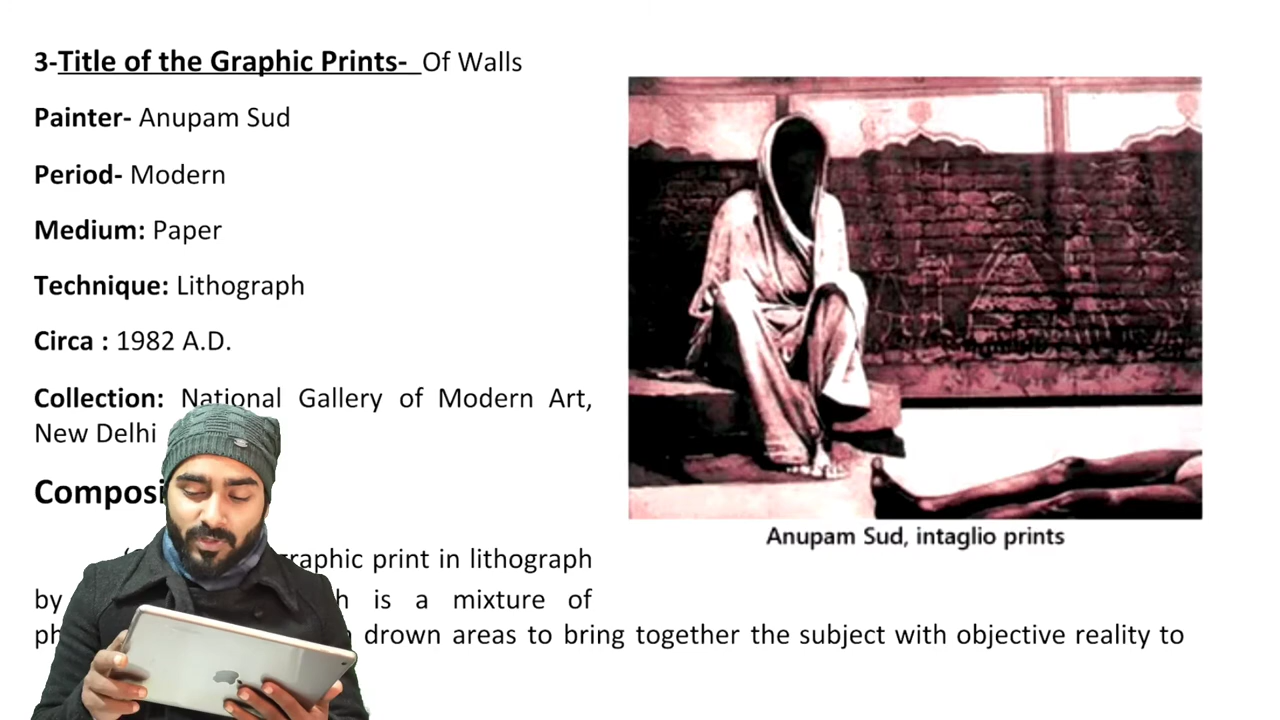 3-Title of the Graphic Prints- Of Walls
Painter- Anupam Sud
Period- Modern
Medium: Paper
Technique: Lithograph
Circa : 1982 A.D.
Collection: National Gallery of Modern Art,
New Delhi
Composi
graphic print in lithograph
by h is a mixture of
ph drown areas to bring together the subject with objective reality to
Anupam Sud, intaglio prints